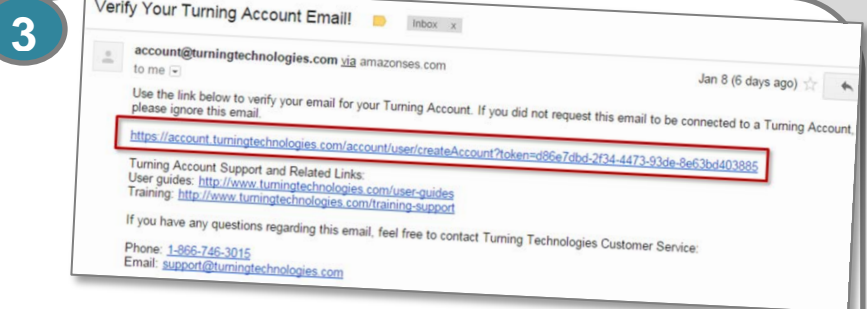 3
Verify Your Turning Account Email!
Inbox x
account@turningtechnologies.com via amazonses.com
Jan 8 (6 days ago)
to me
Use the link below to verify your email for your Turning Account. If you did not request this email to be connected to a Turning Account,
please ignore this email.
https://account.turningtechnologies.com/account/user/createAccount?token=d86e7dbd-2f34-4473-93de-8e63bd403885
Turning Account Support and Related Links:
User guides: http://www.turningtechnologies.com/user-guides
Training: http://www.turningtechnologies.com/training-support
If you have any questions regarding this email, feel free to contact Turning Technologies Customer Service:
Phone: 1-866-746-3015
Email: support@turningtechnologies.com